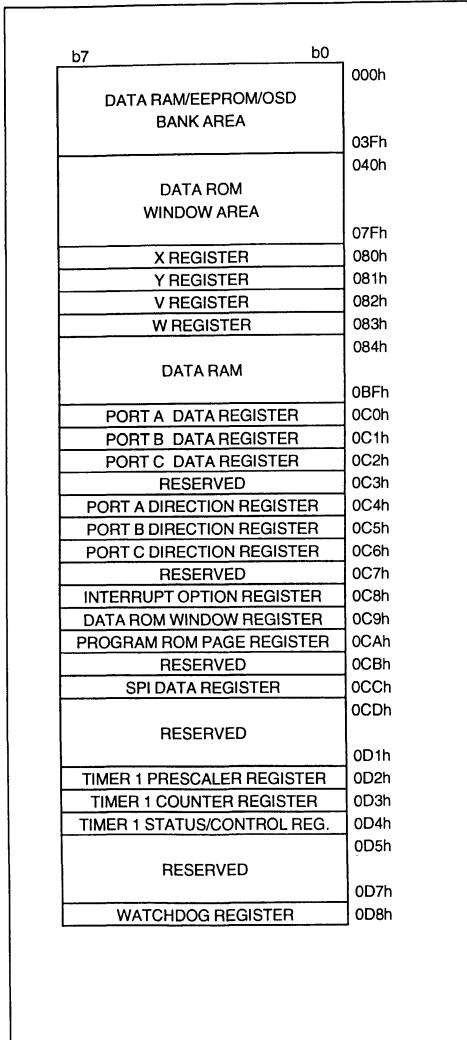 b7 b0
000h
DATA RAM/EEPROM/OSD
BANK AREA
03Fh
040h
DATA ROM
WINDOW AREA
07Fh
X REGISTER 080h
Y REGISTER 081h
V REGISTER 082h
W REGISTER 083h
084h
DATA RAM
0BFh
PORT A DATA REGISTER 0C0h
PORT B DATA REGISTER 0C1h
PORT C DATA REGISTER 0C2h
RESERVED 0C3h
PORT A DIRECTION REGISTER 0C4h
PORT B DIRECTION REGISTER 0C5h
PORT C DIRECTION REGISTER 0C6h
RESERVED 0C7h
INTERRUPT OPTION REGISTER 0C8h
DATA ROM WINDOW REGISTER 0C9h
PROGRAM ROM PAGE REGISTER 0CAh
RESERVED 0CBh
SPI DATA REGISTER 0CCh
0CDh
RESERVED
0D1h
TIMER 1 PRESCALER REGISTER 0D2h
TIMER 1 COUNTER REGISTER 0D3h
TIMER 1 STATUS/CONTROL REG. 0D4h
0D5h
RESERVED
0D7h
WATCHDOG REGISTER 0D8h